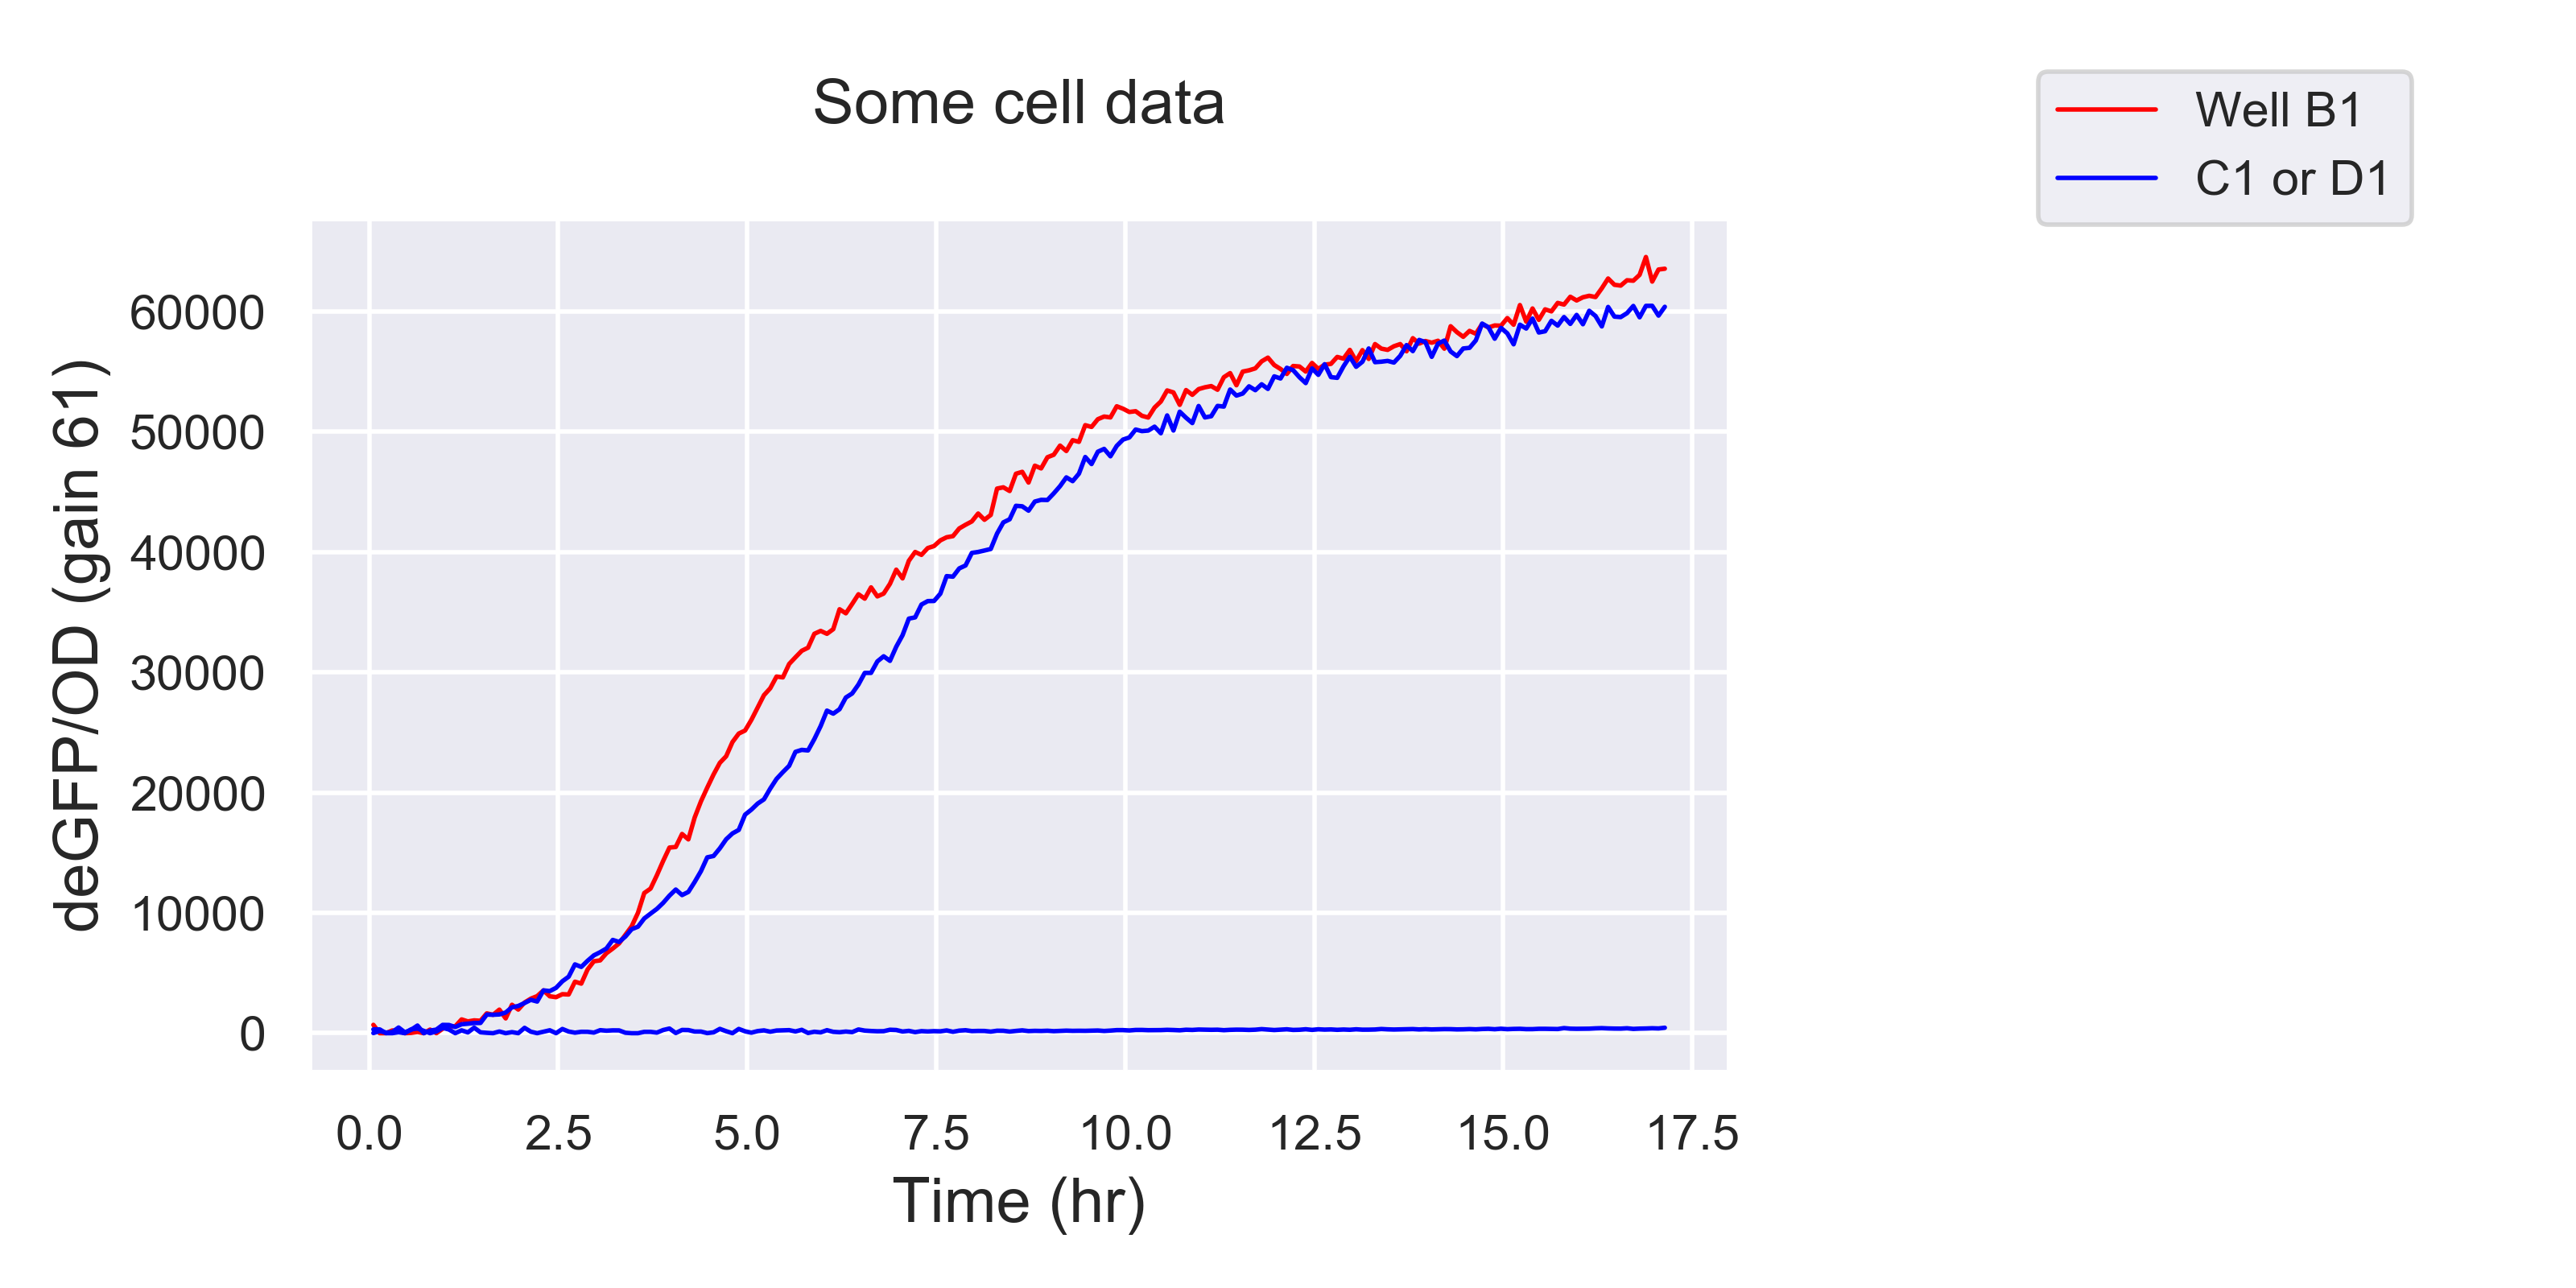 Some cell data
Well B1
C1 or D1
deGFP/OD (gain 61)
60000
50000
40000
30000
20000
10000
0
0.0 2.5 5.0 7.5 10.0 12.5 15.0 17.5
Time (hr)